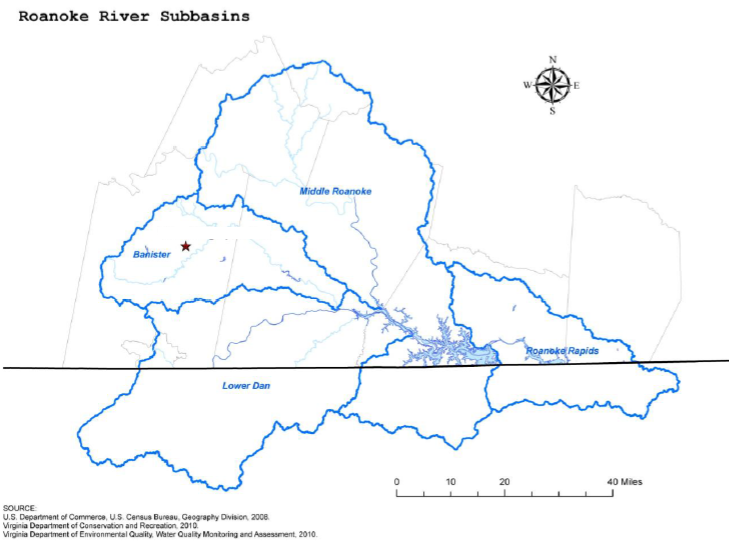 Roanoke River Subbasins
N
W E
S
Middle Roanoke
Banister
Roanoke Rapids
Lower Dan
0 10 20 40 Miles
SOURCE:
U.S. Department of Commerce, U.S. Census Bureau, Geography Division, 2008.
Virginia Department of Conservation and Recreation, 2010.
Virginia Department of Environmental Quality, Water Quality Monitoring and Assessment, 2010.